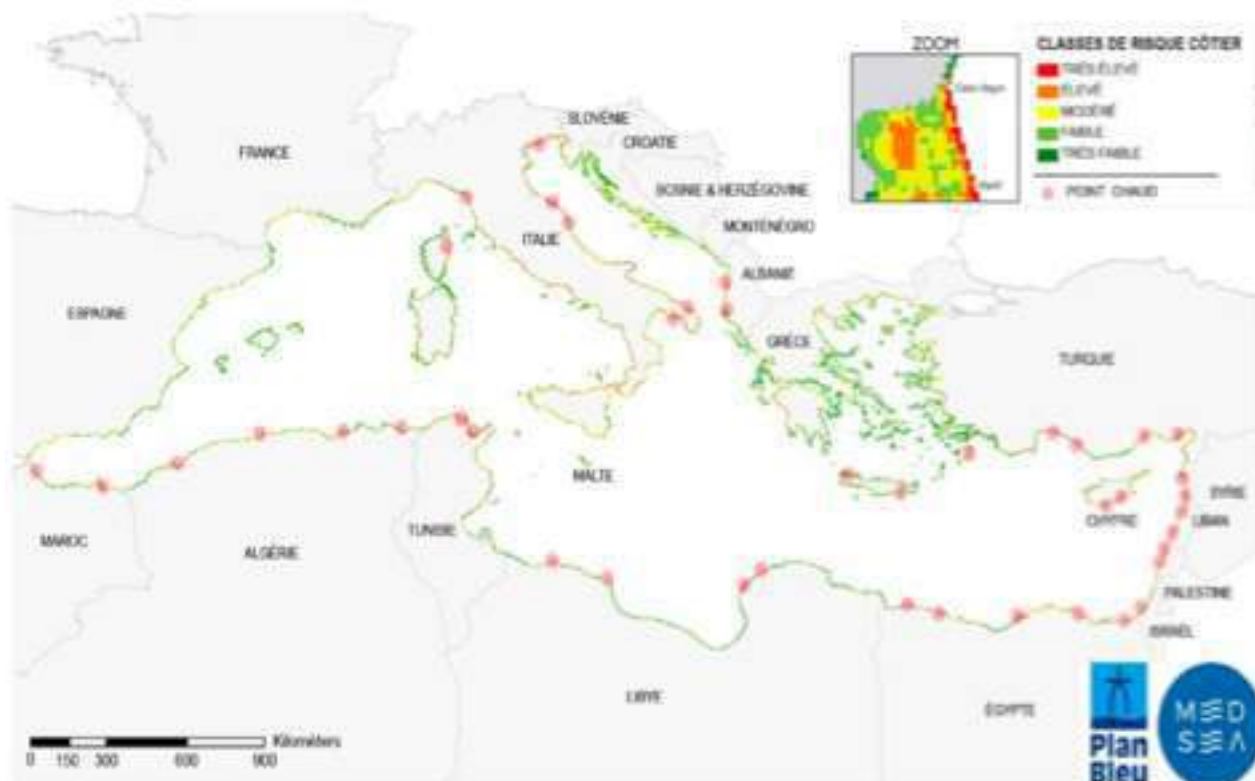 ZOOM
CLASSES DE RISQUE CÔTIER
TRÈS ÉLEVÉ
ÉLEVÉ
MODÉRÉ
FAIBLE
TRÈS FAIBLE
POINT CHAUD
SLOVÉNIE
CROATIE
FRANCE
BOSNIE & HERZÉGOVINE
MONTÉNÉGRO
ITALIE
ALBANIE
ESPAGNE
GRÈCE
TURQUIE
MALTE
CHYPRE
SYRIE
LIBAN
MAROC
ALGÉRIE
TUNISIE
PALESTINE
ISRAËL
LIBYE
ÉGYPTE
Kilométers
0 150 300 600 900
Plan
Bleu
MED
SEA